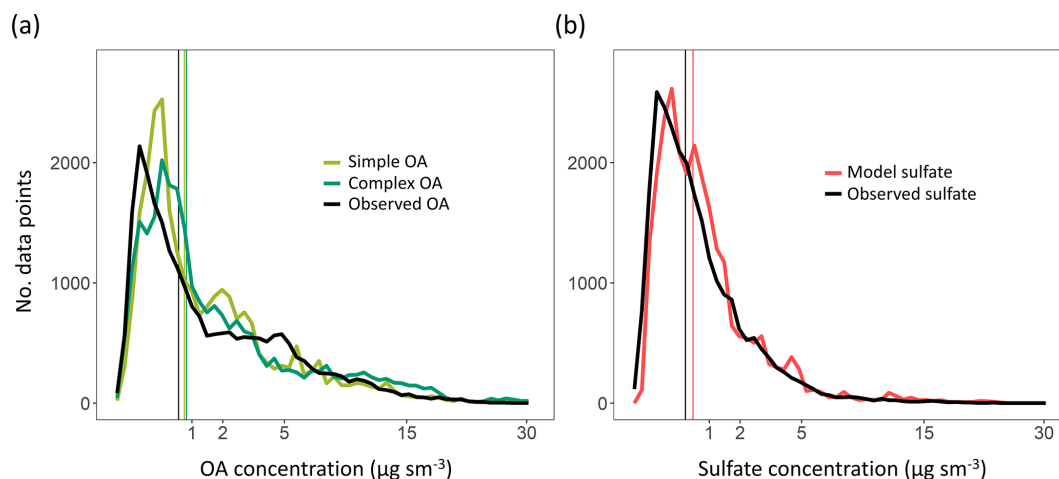 (a)
(b)
No. data points
2000
1000
0
Simple OA
Complex OA
Observed OA
1 2 5 15 30
OA concentration (µg sm⁻³)
2000
1000
0
Model sulfate
Observed sulfate
1 2 5 15 30
Sulfate concentration (µg sm⁻³)